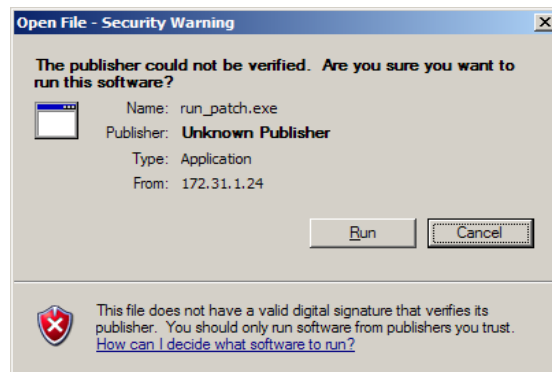 Open File - Security Warning
The publisher could not be verified. Are you sure you want to
run this software?
Name: run_patch.exe
Publisher: Unknown Publisher
Type: Application
From: 172.31.1.24
Run Cancel
This file does not have a valid digital signature that verifies its
publisher. You should only run software from publishers you trust.
How can I decide what software to run?